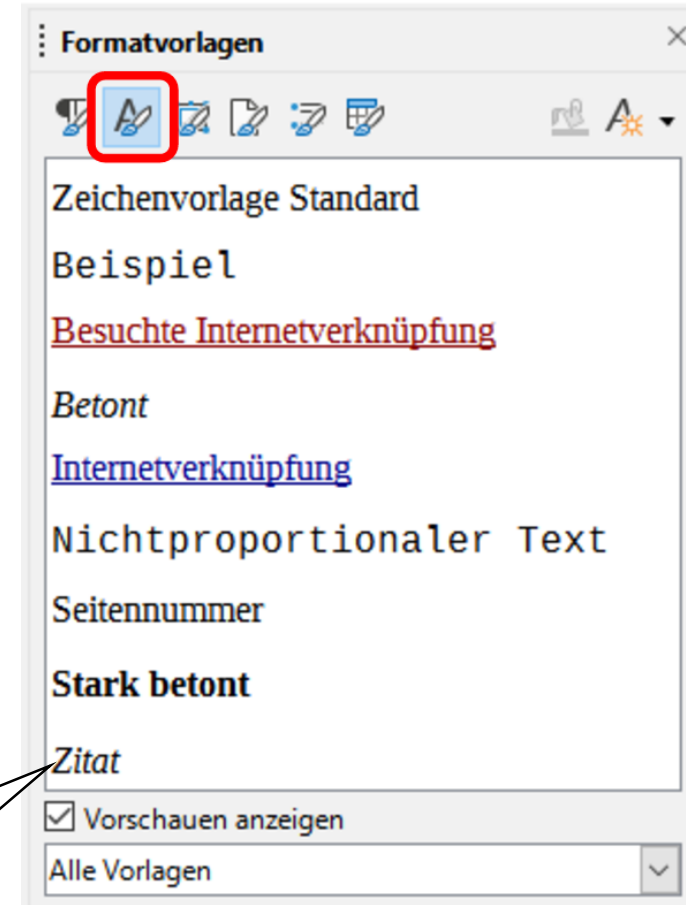 Formatvorlagen
Zeichenvorlage Standard
Beispiel
Besuchte Internetverknüpfung
Betont
Internetverknüpfung
Nichtproportionaler Text
Seitennummer
Stark betont
Zitat
Vorschauen anzeigen
Alle Vorlagen